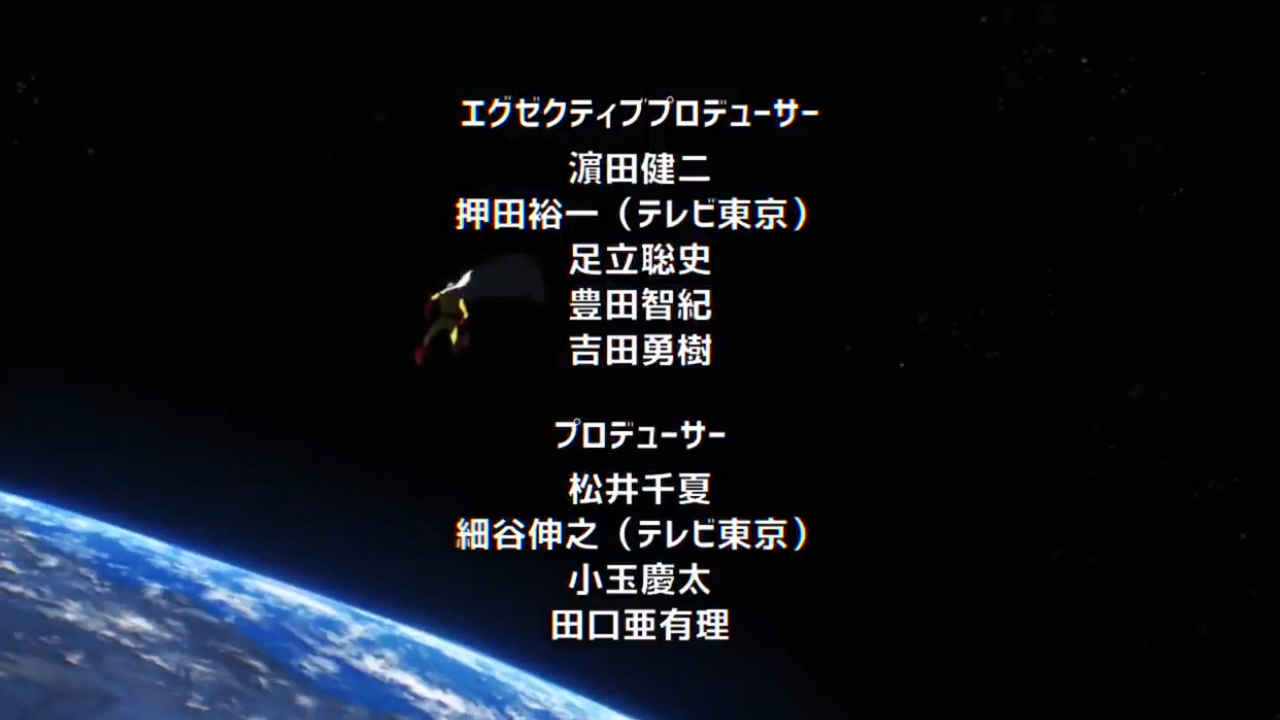 エグゼクティブプロデューサー
濵田健二
押田裕一（テレビ東京）
足立聡史
豊田智紀
吉田勇樹
プロデューサー
松井千夏
細谷伸之（テレビ東京）
小玉慶太
田口亜有理